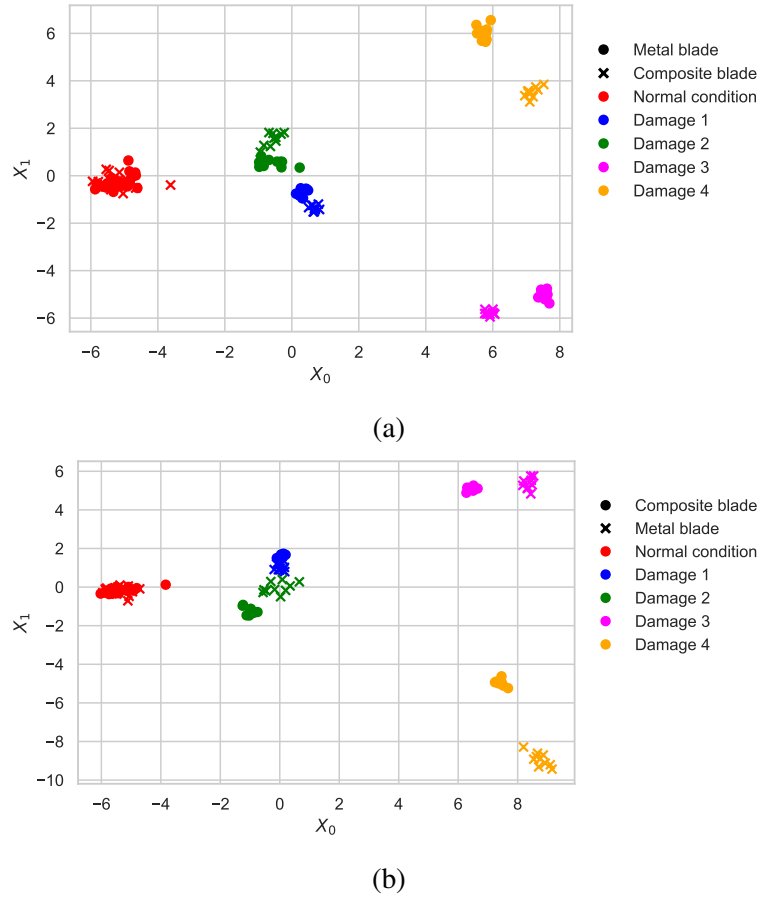 6
4
2
0
−2
−4
−6
X₁
−6
−4
−2
0
2
4
6
8
X₀
Metal blade
Composite blade
Normal condition
Damage 1
Damage 2
Damage 3
Damage 4
(a)
6
4
2
0
−2
−4
−6
−8
−10
X₁
−6
−4
−2
0
2
4
6
8
X₀
Composite blade
Metal blade
Normal condition
Damage 1
Damage 2
Damage 3
Damage 4
(b)